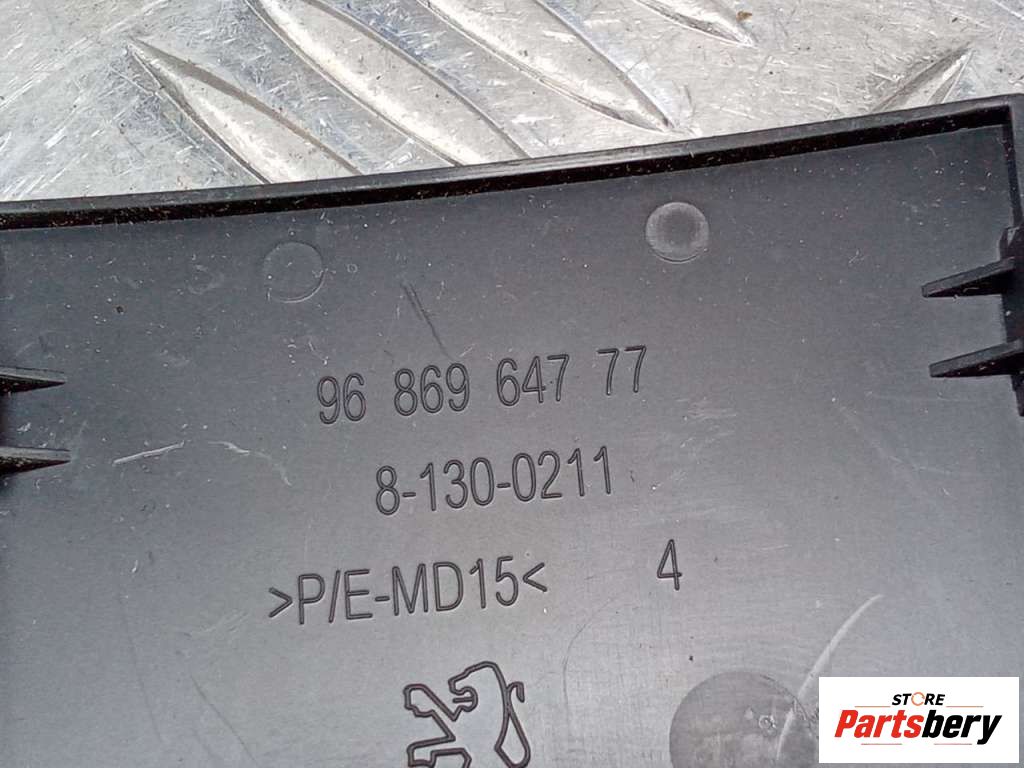 96 869 647 77
8-130-0211
>P/E-MD15< 4
STORE
Partsbery